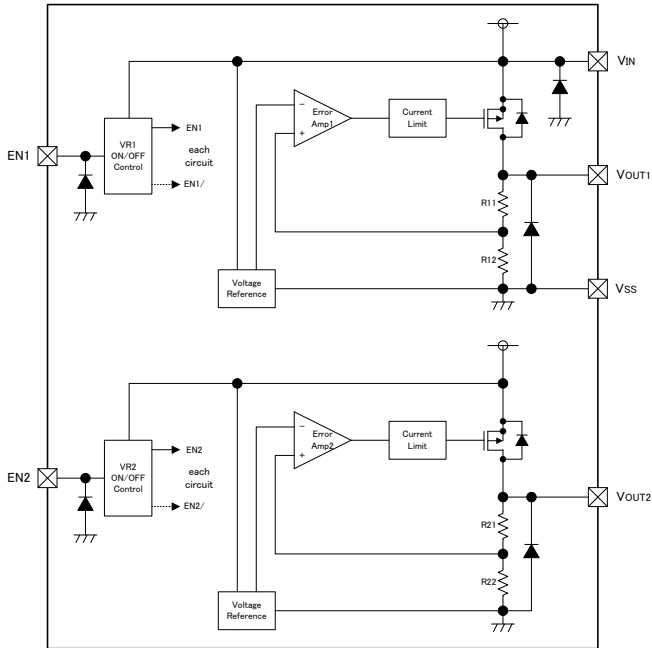 VIN
EN1
VR1
ON/OFF
Control
EN1
each
circuit
EN1/
−
+
Error
Amp1
Current
Limit
VOUT1
R11
R12
Voltage
Reference
VSS
EN2
VR2
ON/OFF
Control
EN2
each
circuit
EN2/
−
+
Error
Amp2
Current
Limit
VOUT2
R21
R22
Voltage
Reference